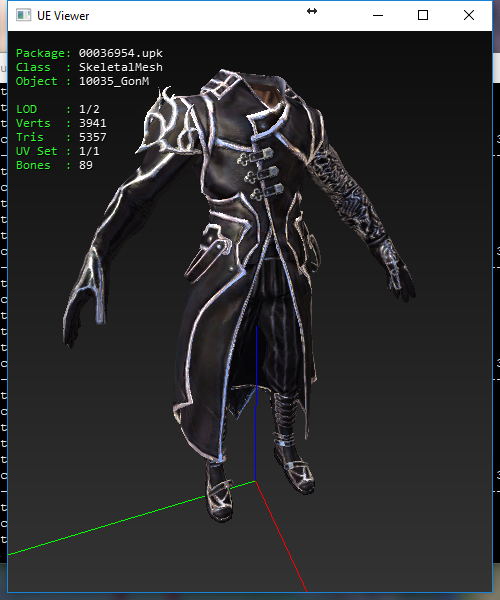 UE Viewer
Package: 00036954.upk
Class : SkeletalMesh
Object : 10035_GonM
LOD : 1/2
Verts : 3941
Tris : 5357
UV Set : 1/1
Bones : 89